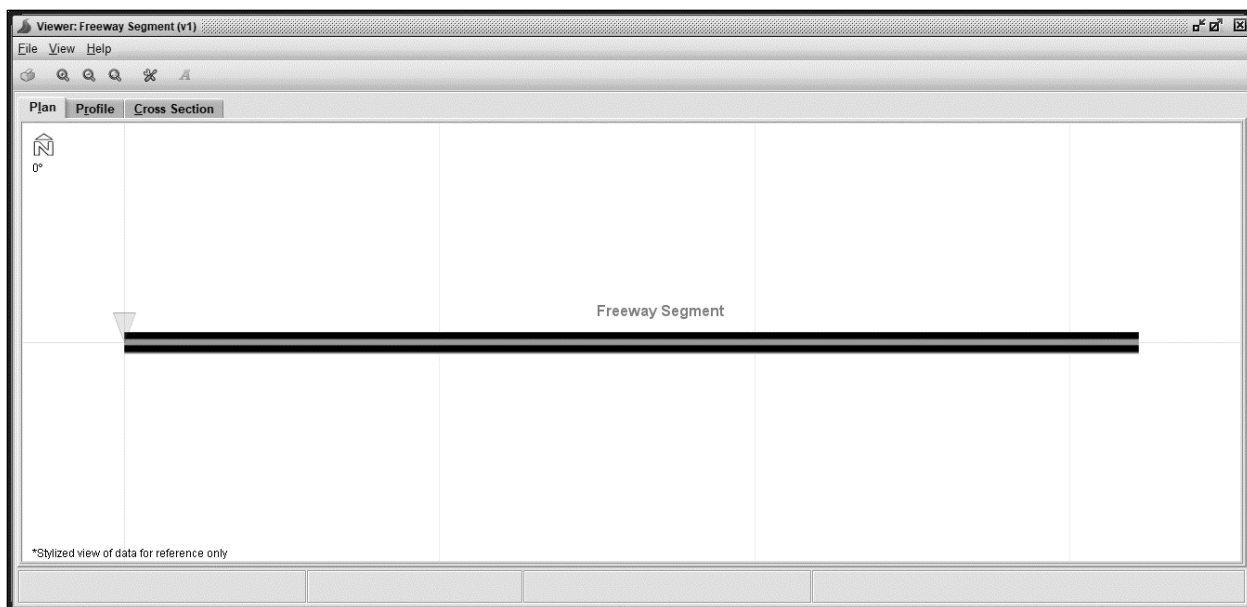 Viewer: Freeway Segment (v1)
File View Help
A
Plan Profile Cross Section
N
0°
Freeway Segment
*Stylized view of data for reference only